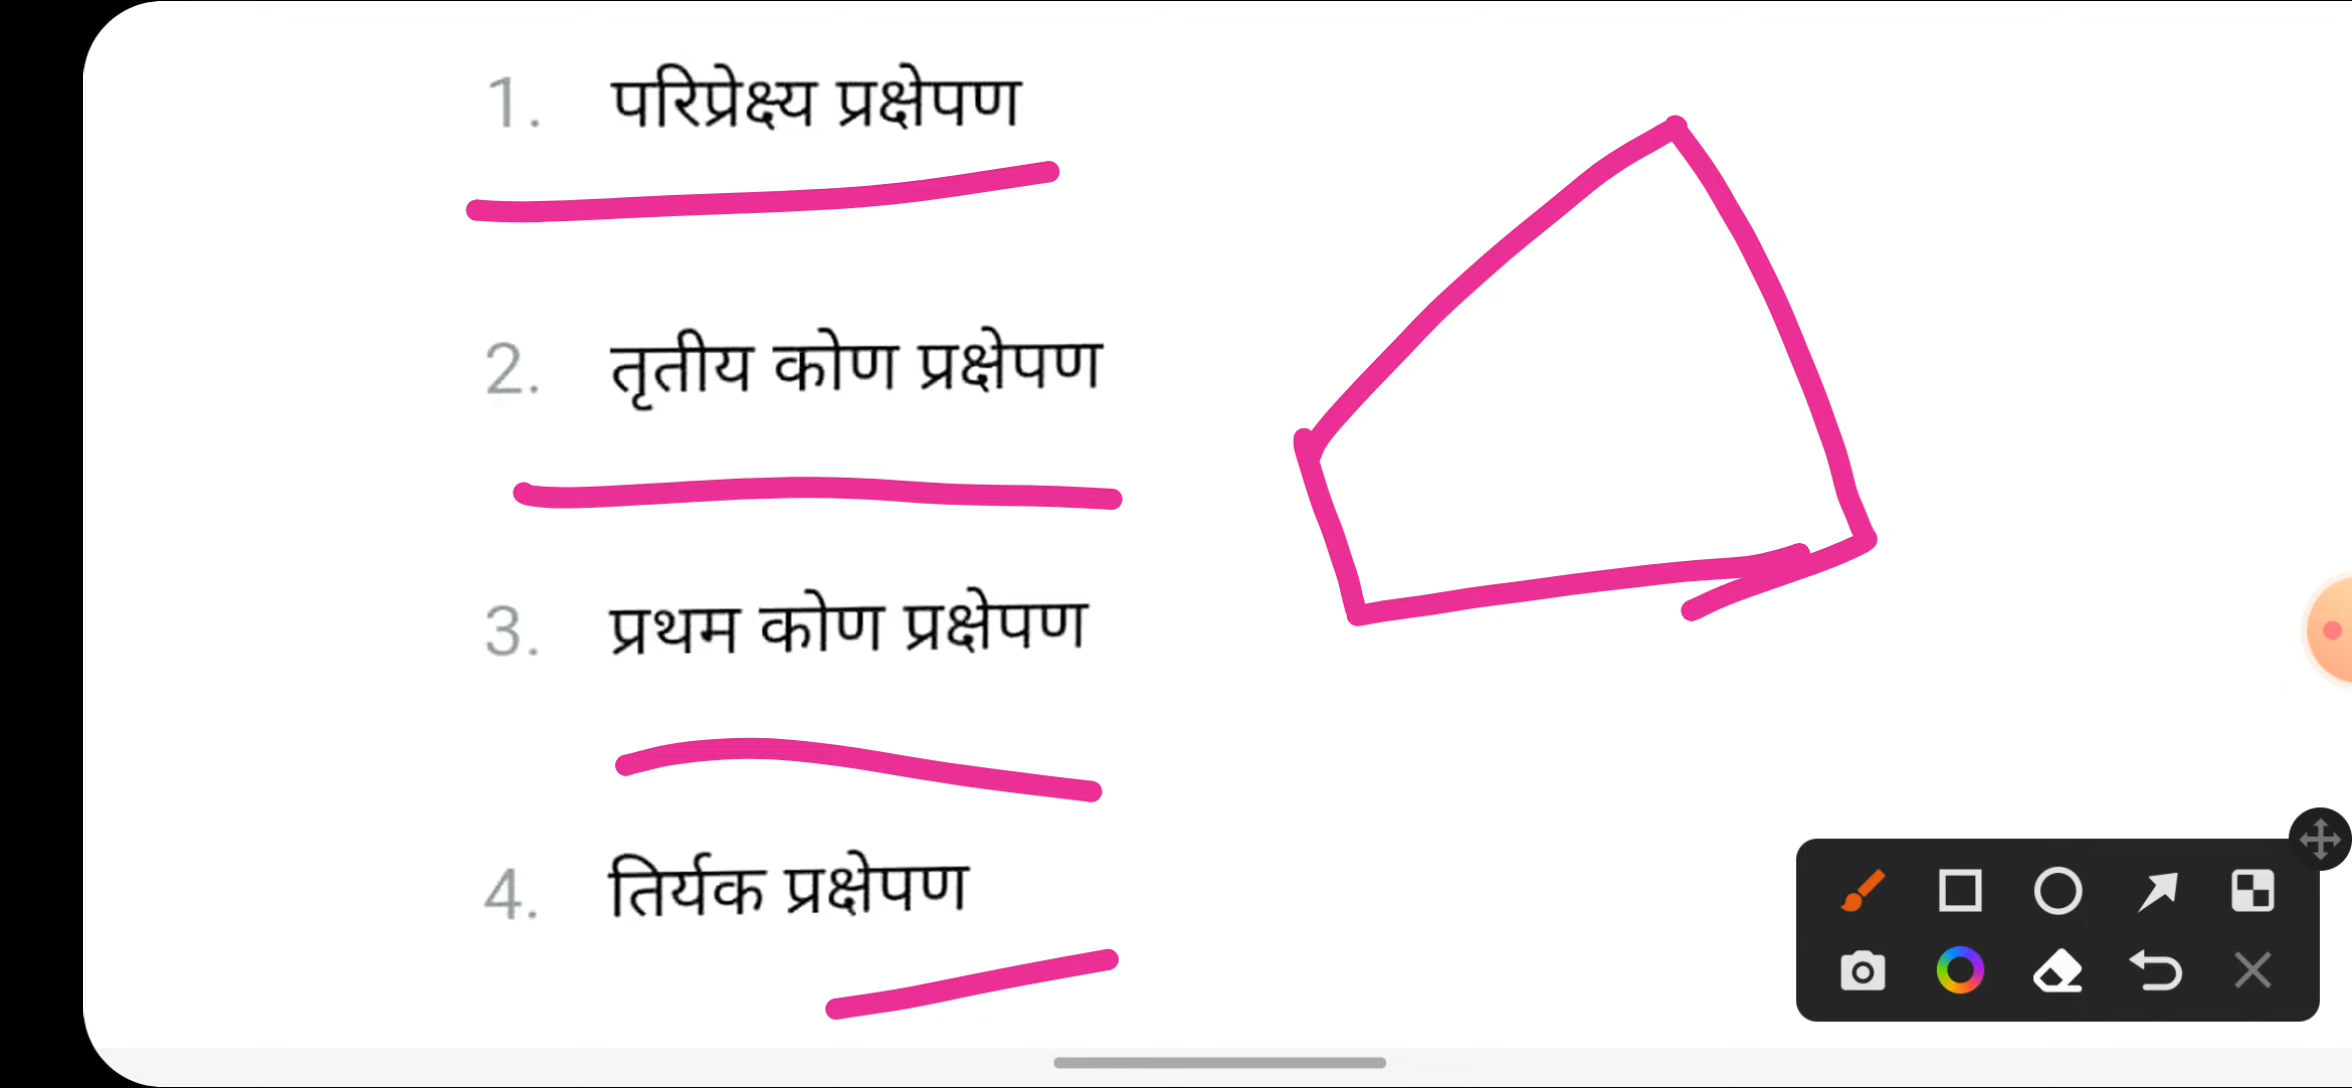 1. परिप्रेक्ष्य प्रक्षेपण
2. तृतीय कोण प्रक्षेपण
3. प्रथम कोण प्रक्षेपण
4. तिर्यक प्रक्षेपण